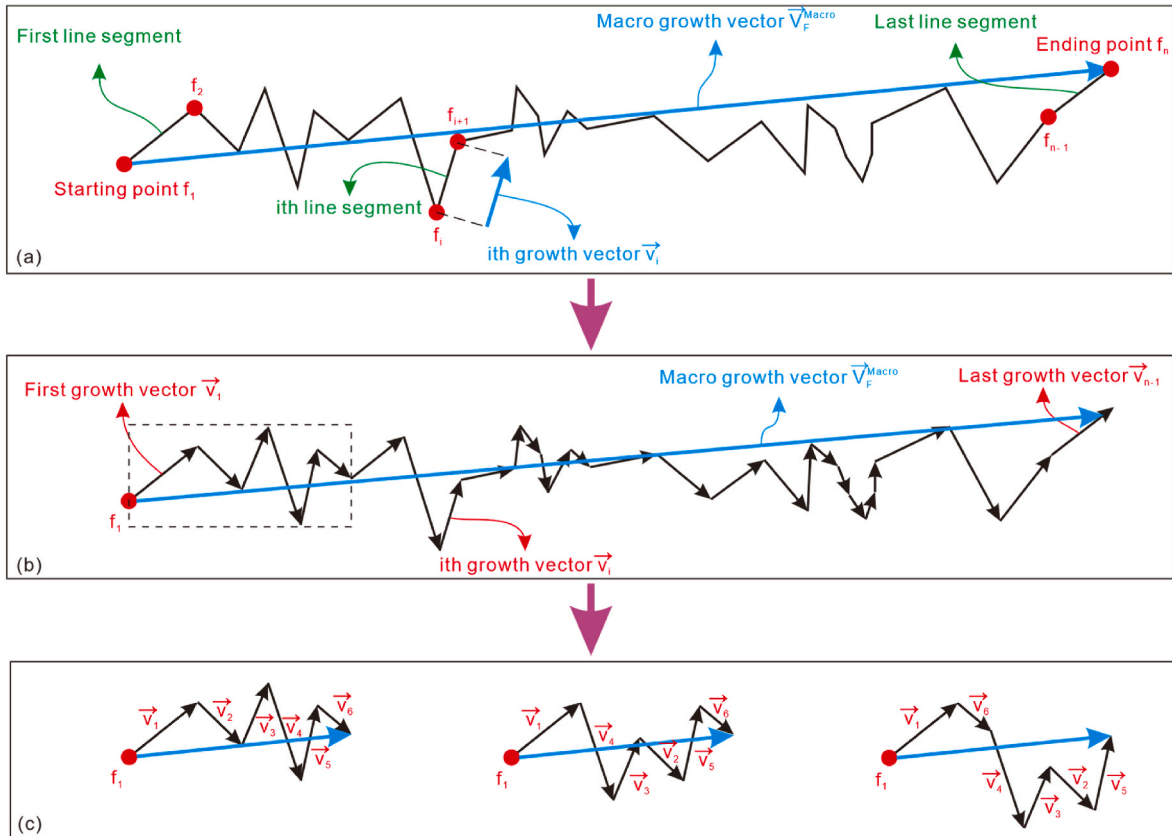 First line segment
Macro growth vector V_F^Macro
Last line segment
Ending point f_n
f_2
f_{i+1}
f_{n-1}
Starting point f_1
ith line segment
f_i
ith growth vector v_i
(a)
First growth vector v_1
Macro growth vector V_F^Macro
Last growth vector v_{n-1}
f_1
ith growth vector v_i
(b)
v_1 v_2 v_3 v_4 v_5 v_6
f_1
v_1 v_4 v_3 v_2 v_5 v_6
f_1
v_1 v_6 v_4 v_3 v_2 v_5
f_1
(c)